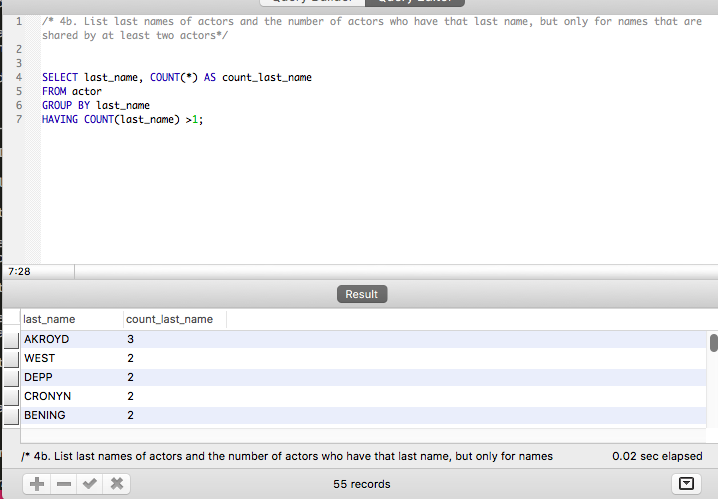 1 /* 4b. List last names of actors and the number of actors who have that last name, but only for names that are
shared by at least two actors*/
2
3
4 SELECT last_name, COUNT(*) AS count_last_name
5 FROM actor
6 GROUP BY last_name
7 HAVING COUNT(last_name) >1;
7:28
Result
last_name count_last_name
AKROYD 3
WEST 2
DEPP 2
CRONYN 2
BENING 2
/* 4b. List last names of actors and the number of actors who have that last name, but only for names 0.02 sec elapsed
55 records